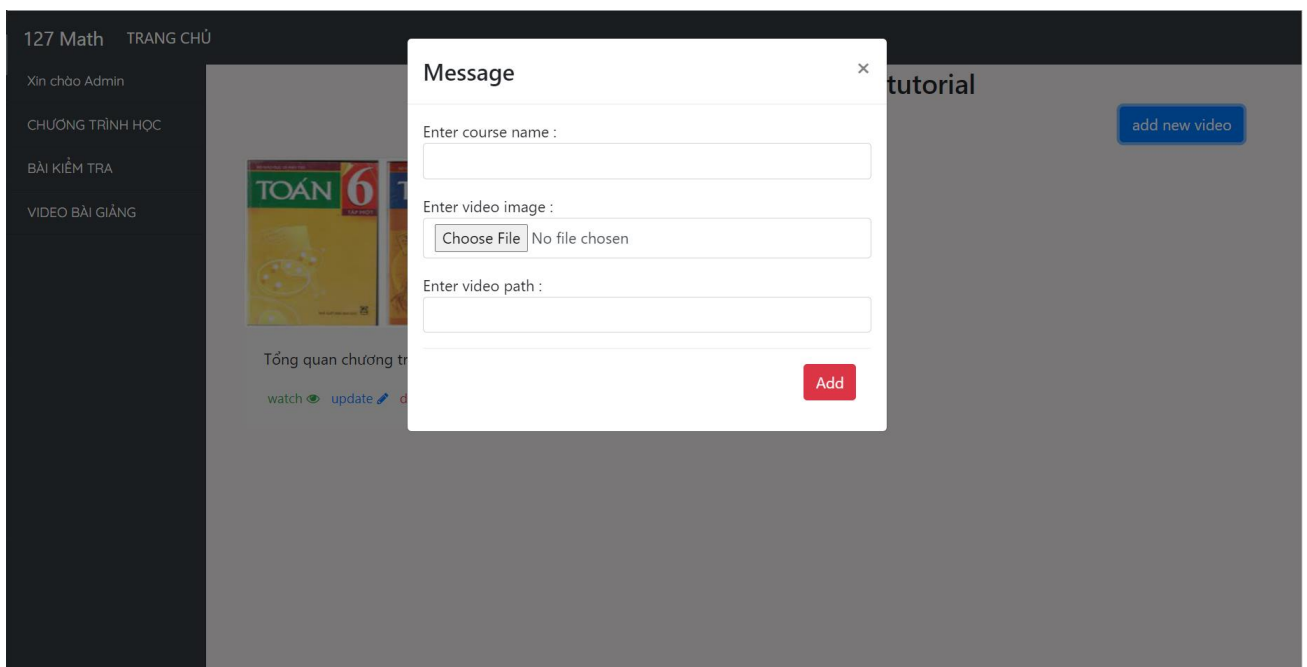 127 Math TRANG CHỦ
Xin chào Admin
CHƯƠNG TRÌNH HỌC
BÀI KIỂM TRA
VIDEO BÀI GIẢNG
tutorial
add new video
TOÁN 6
TẬP MỘT
Tổng quan chương tr
watch update d
Message ×
Enter course name :
Enter video image :
Choose File No file chosen
Enter video path :
Add